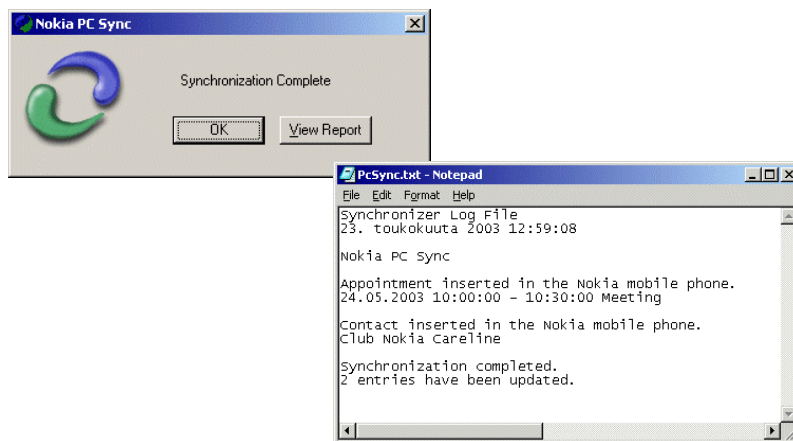 Nokia PC Sync
Synchronization Complete
OK
View Report
PcSync.txt - Notepad
File Edit Format Help
Synchronizer Log File
23. toukokuuta 2003 12:59:08
Nokia PC Sync
Appointment inserted in the Nokia mobile phone.
24.05.2003 10:00:00 - 10:30:00 Meeting
Contact inserted in the Nokia mobile phone.
Club Nokia Careline
Synchronization completed.
2 entries have been updated.